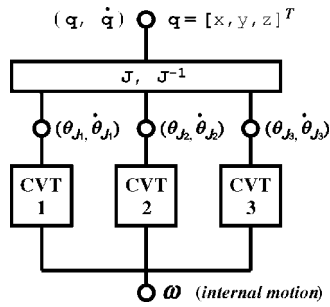 (q, q̇) q = [x, y, z]ᵀ
J, J⁻¹
(θ_J₁, θ̇_J₁) (θ_J₂, θ̇_J₂) (θ_J₃, θ̇_J₃)
CVT 1 CVT 2 CVT 3
ω (internal motion)